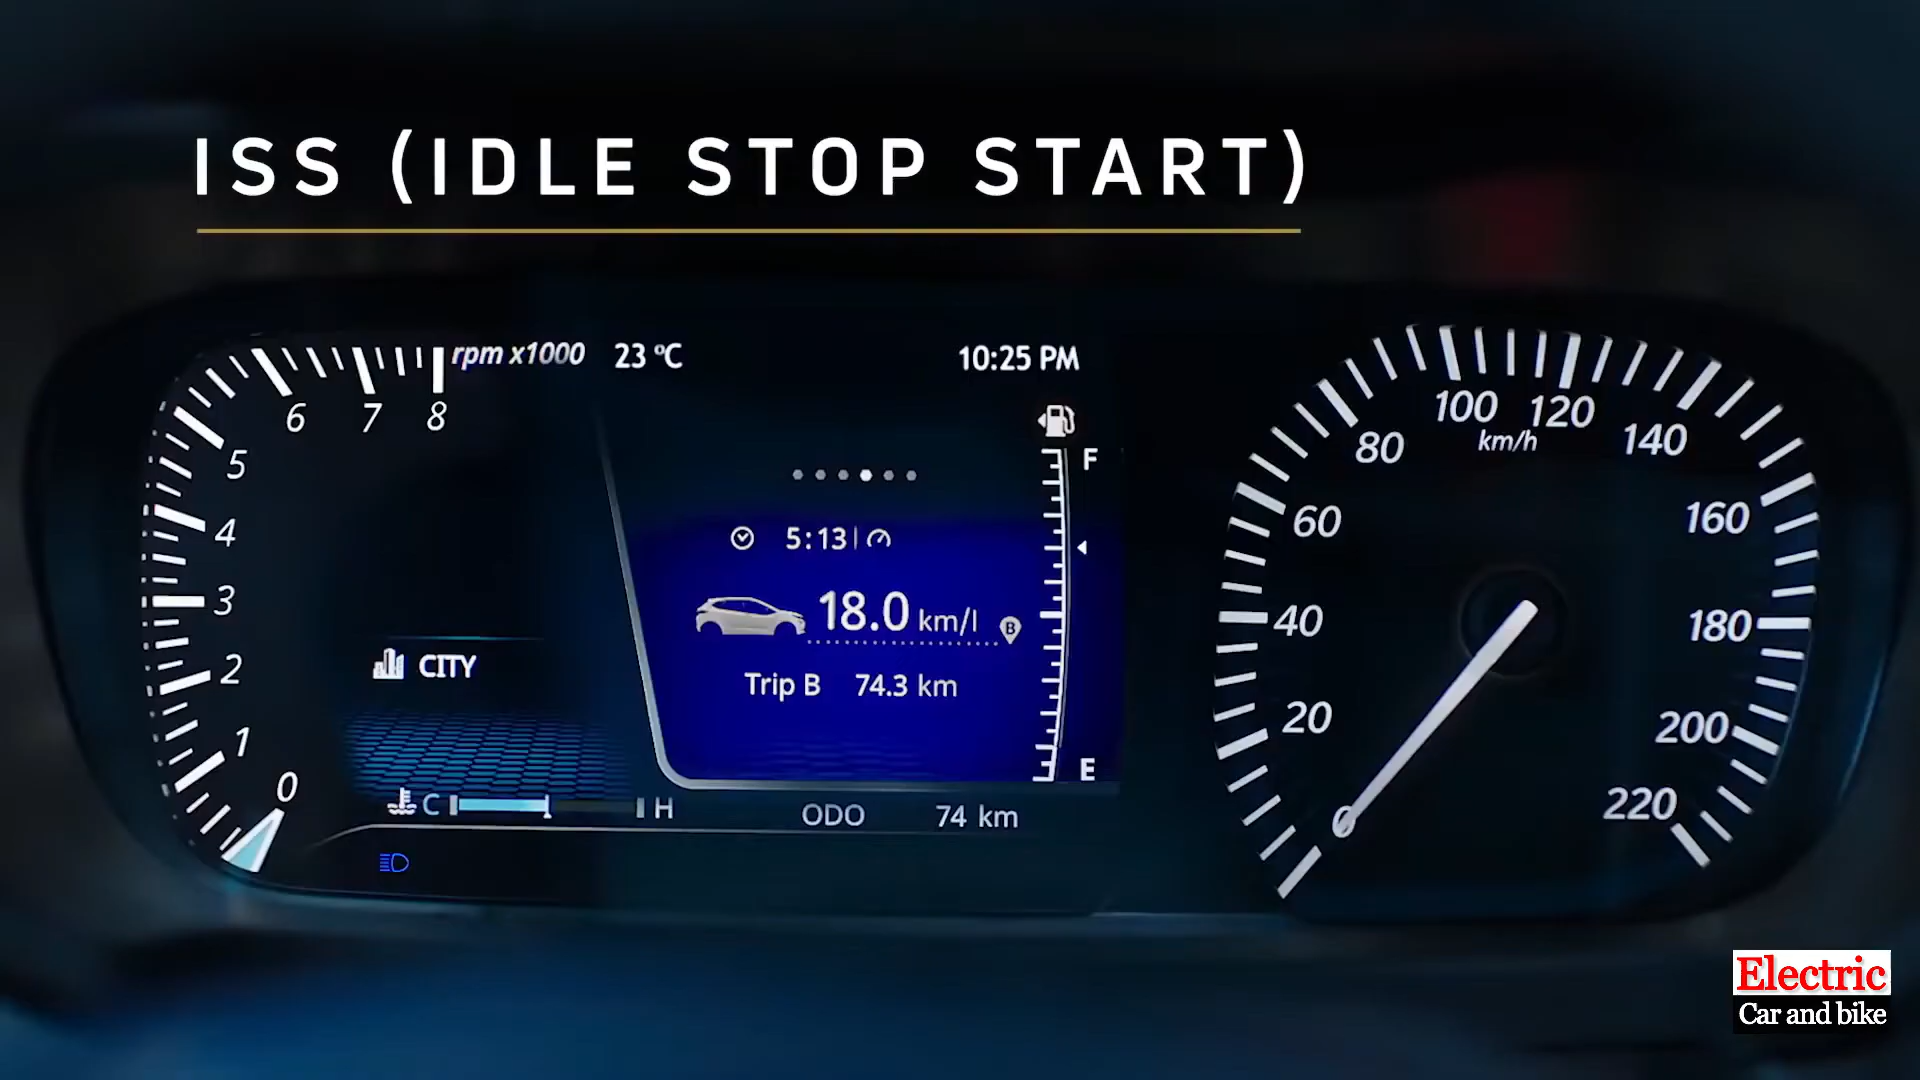 ISS (IDLE STOP START)
rpm x1000
23 °C
10:25 PM
6 7 8
5
4
3
2
1
0
F
5:13
18.0 km/l
B
Trip B 74.3 km
E
CITY
C H
ODO 74 km
0
20
40
60
80
100
120
140
160
180
200
220
km/h
Electric
Car and bike